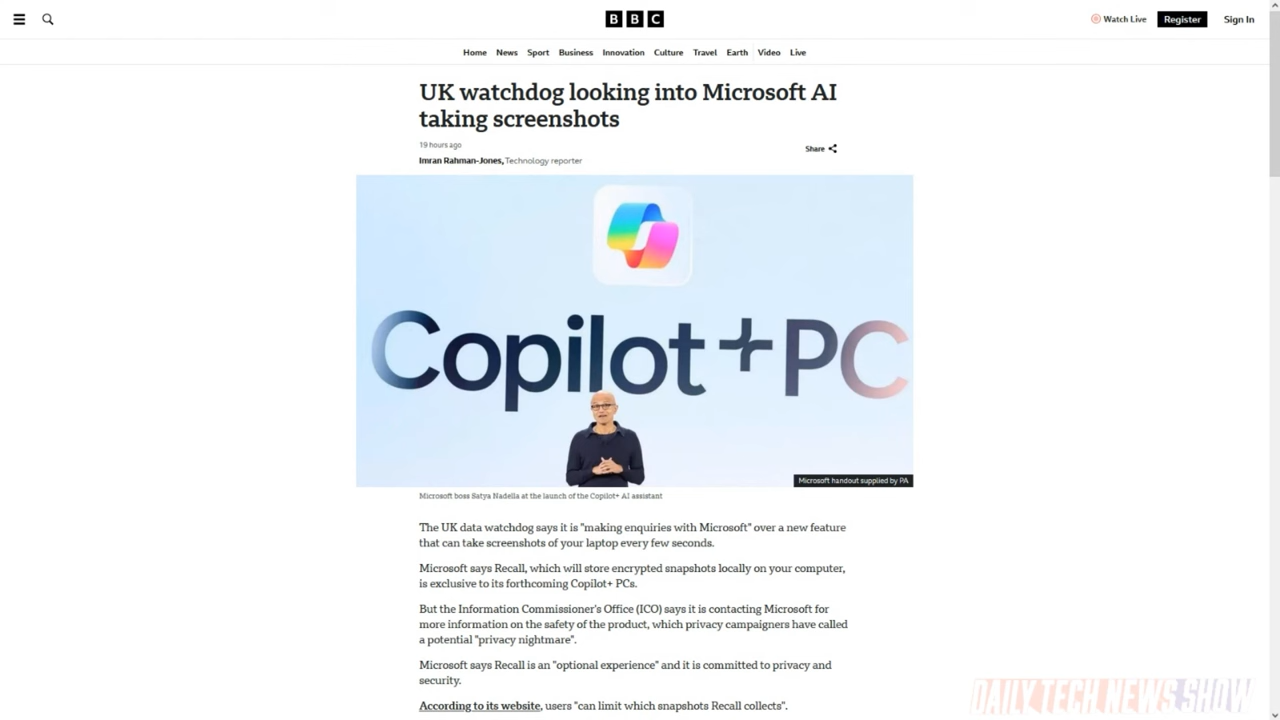 BBC
Watch Live
Register
Sign In
Home News Sport Business Innovation Culture Travel Earth Video Live
UK watchdog looking into Microsoft AI
taking screenshots
19 hours ago
Share
Imran Rahman-Jones, Technology reporter
Copilot+PC
Microsoft handout supplied by PA
Microsoft boss Satya Nadella at the launch of the Copilot+ AI assistant
The UK data watchdog says it is "making enquiries with Microsoft" over a new feature
that can take screenshots of your laptop every few seconds.
Microsoft says Recall, which will store encrypted snapshots locally on your computer,
is exclusive to its forthcoming Copilot+ PCs.
But the Information Commissioner's Office (ICO) says it is contacting Microsoft for
more information on the safety of the product, which privacy campaigners have called
a potential "privacy nightmare".
Microsoft says Recall is an "optional experience" and it is committed to privacy and
security.
According to its website, users "can limit which snapshots Recall collects".
DAILY TECH NEWS SHOW